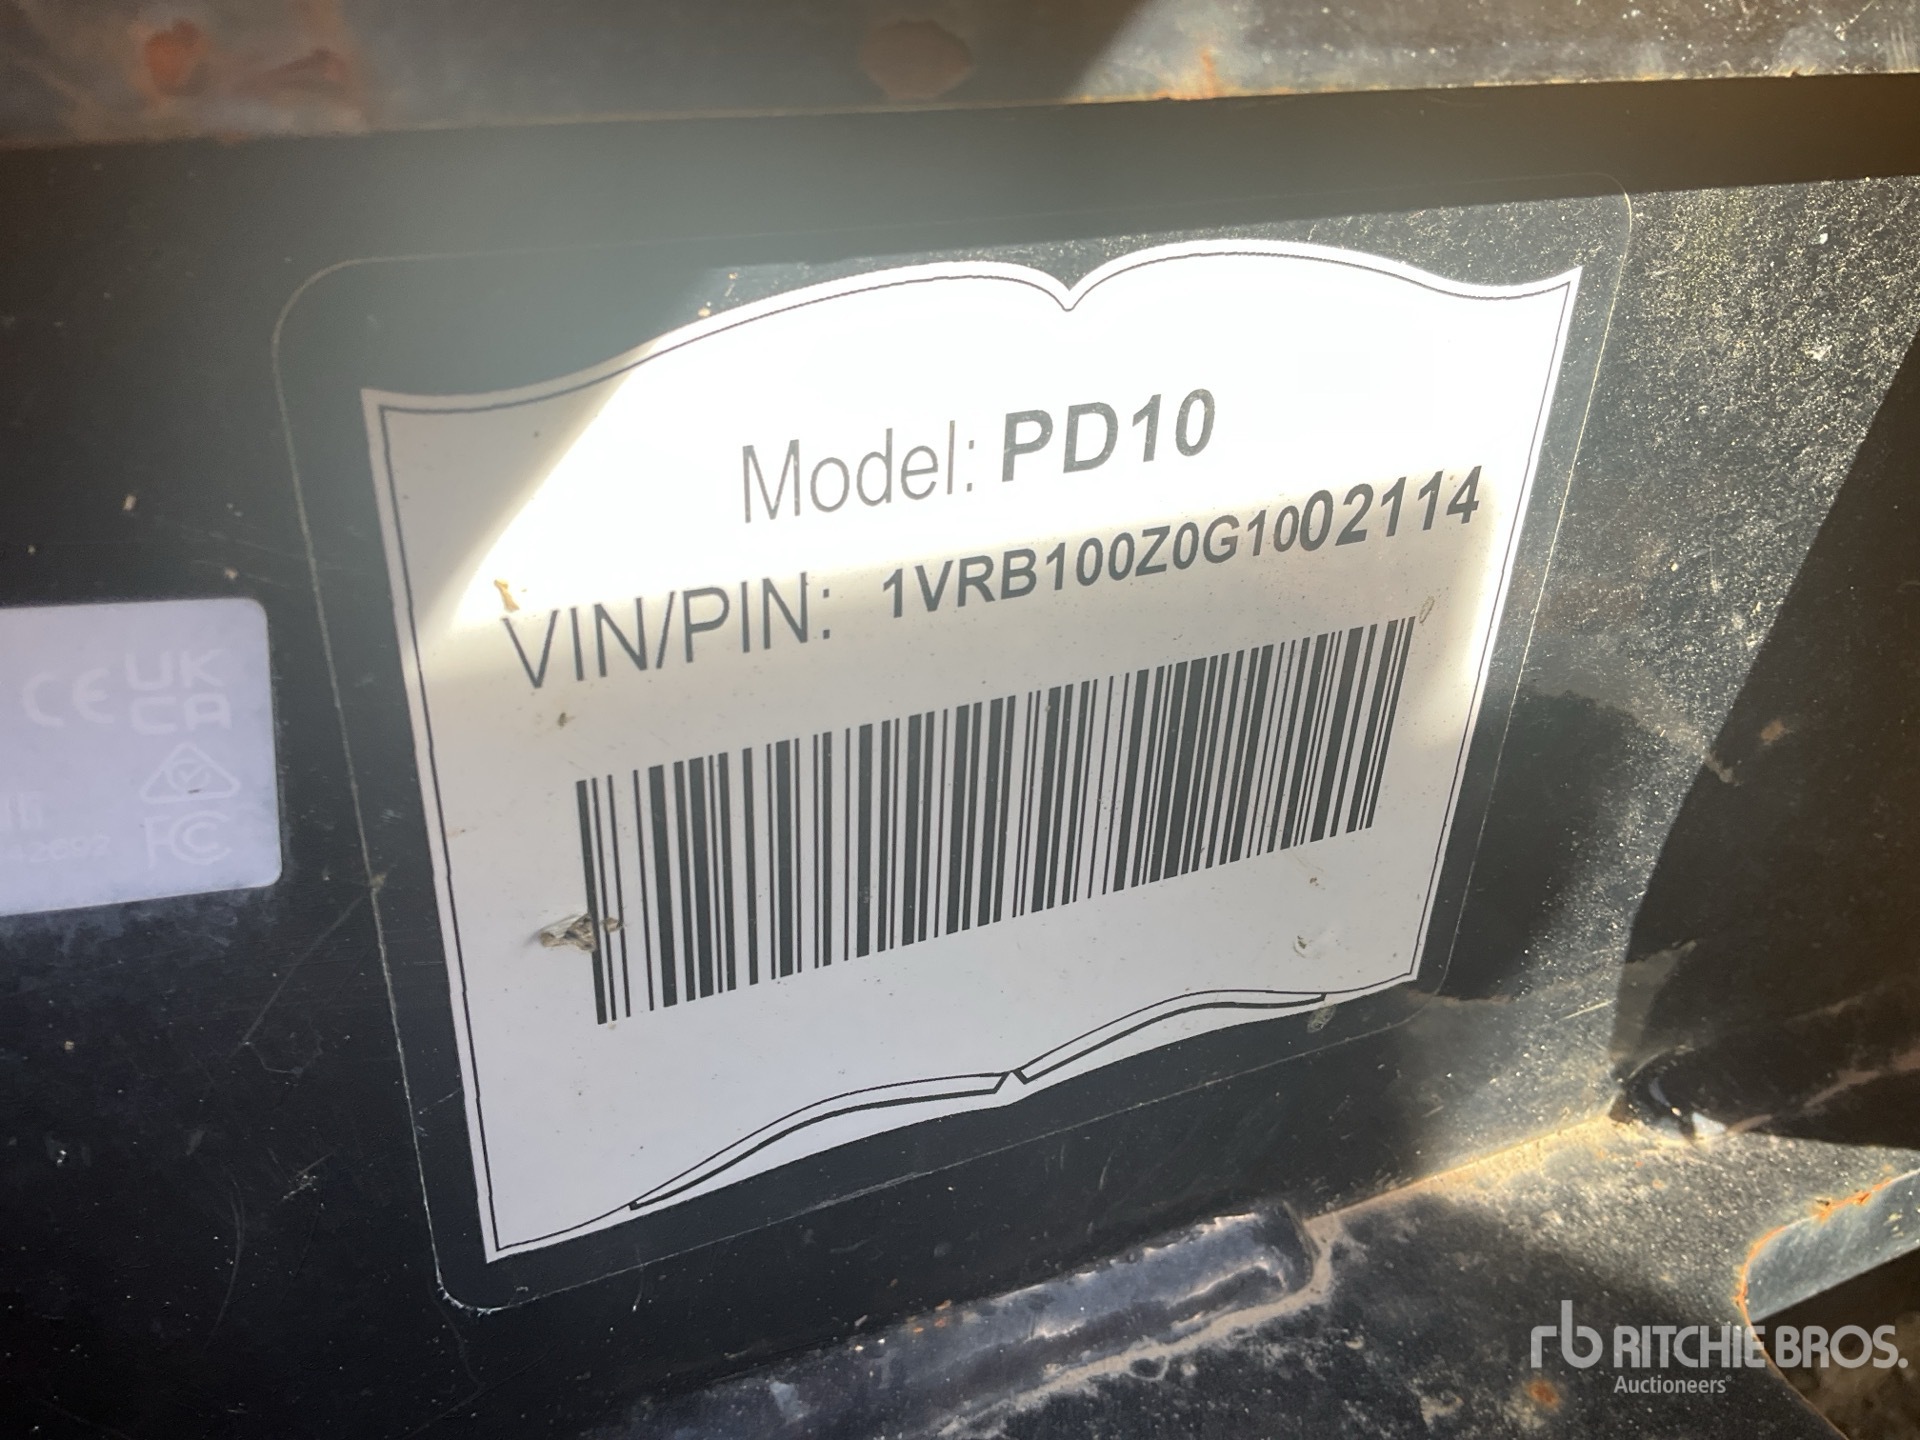 Model: PD10
VIN/PIN: 1VRB100Z0G1002114
CE UK
CA
FC
RITCHIE BROS.
Auctioneers